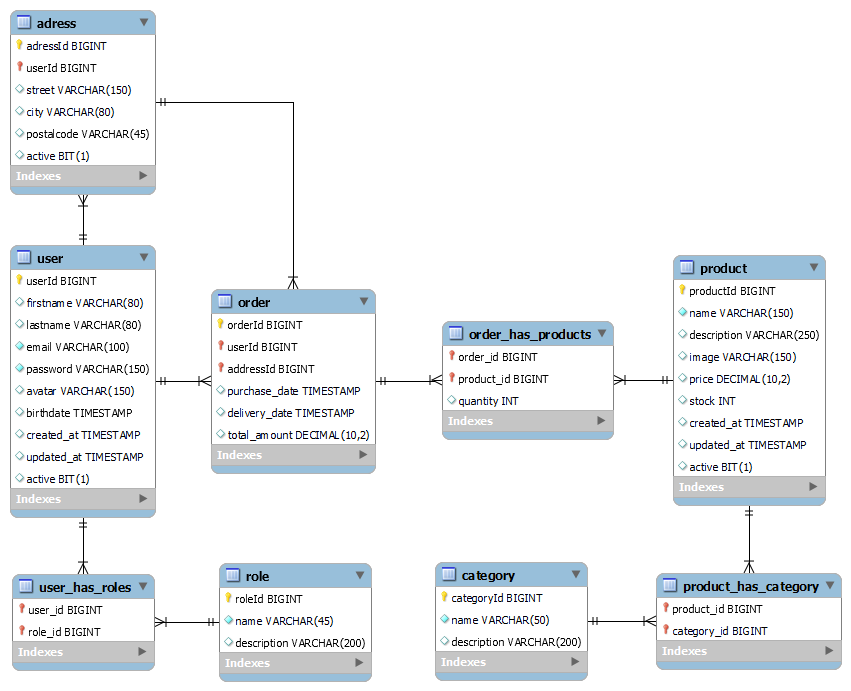 adress
adressId BIGINT
userId BIGINT
street VARCHAR(150)
city VARCHAR(80)
postalcode VARCHAR(45)
active BIT(1)
Indexes
user
userId BIGINT
firstname VARCHAR(80)
lastname VARCHAR(80)
email VARCHAR(100)
password VARCHAR(150)
avatar VARCHAR(150)
birthdate TIMESTAMP
created_at TIMESTAMP
updated_at TIMESTAMP
active BIT(1)
Indexes
order
orderId BIGINT
userId BIGINT
addressId BIGINT
purchase_date TIMESTAMP
delivery_date TIMESTAMP
total_amount DECIMAL(10,2)
Indexes
order_has_products
order_id BIGINT
product_id BIGINT
quantity INT
Indexes
product
productId BIGINT
name VARCHAR(150)
description VARCHAR(250)
image VARCHAR(150)
price DECIMAL(10,2)
stock INT
created_at TIMESTAMP
updated_at TIMESTAMP
active BIT(1)
Indexes
user_has_roles
user_id BIGINT
role_id BIGINT
Indexes
role
roleId BIGINT
name VARCHAR(45)
description VARCHAR(200)
Indexes
category
categoryId BIGINT
name VARCHAR(50)
description VARCHAR(200)
Indexes
product_has_category
product_id BIGINT
category_id BIGINT
Indexes